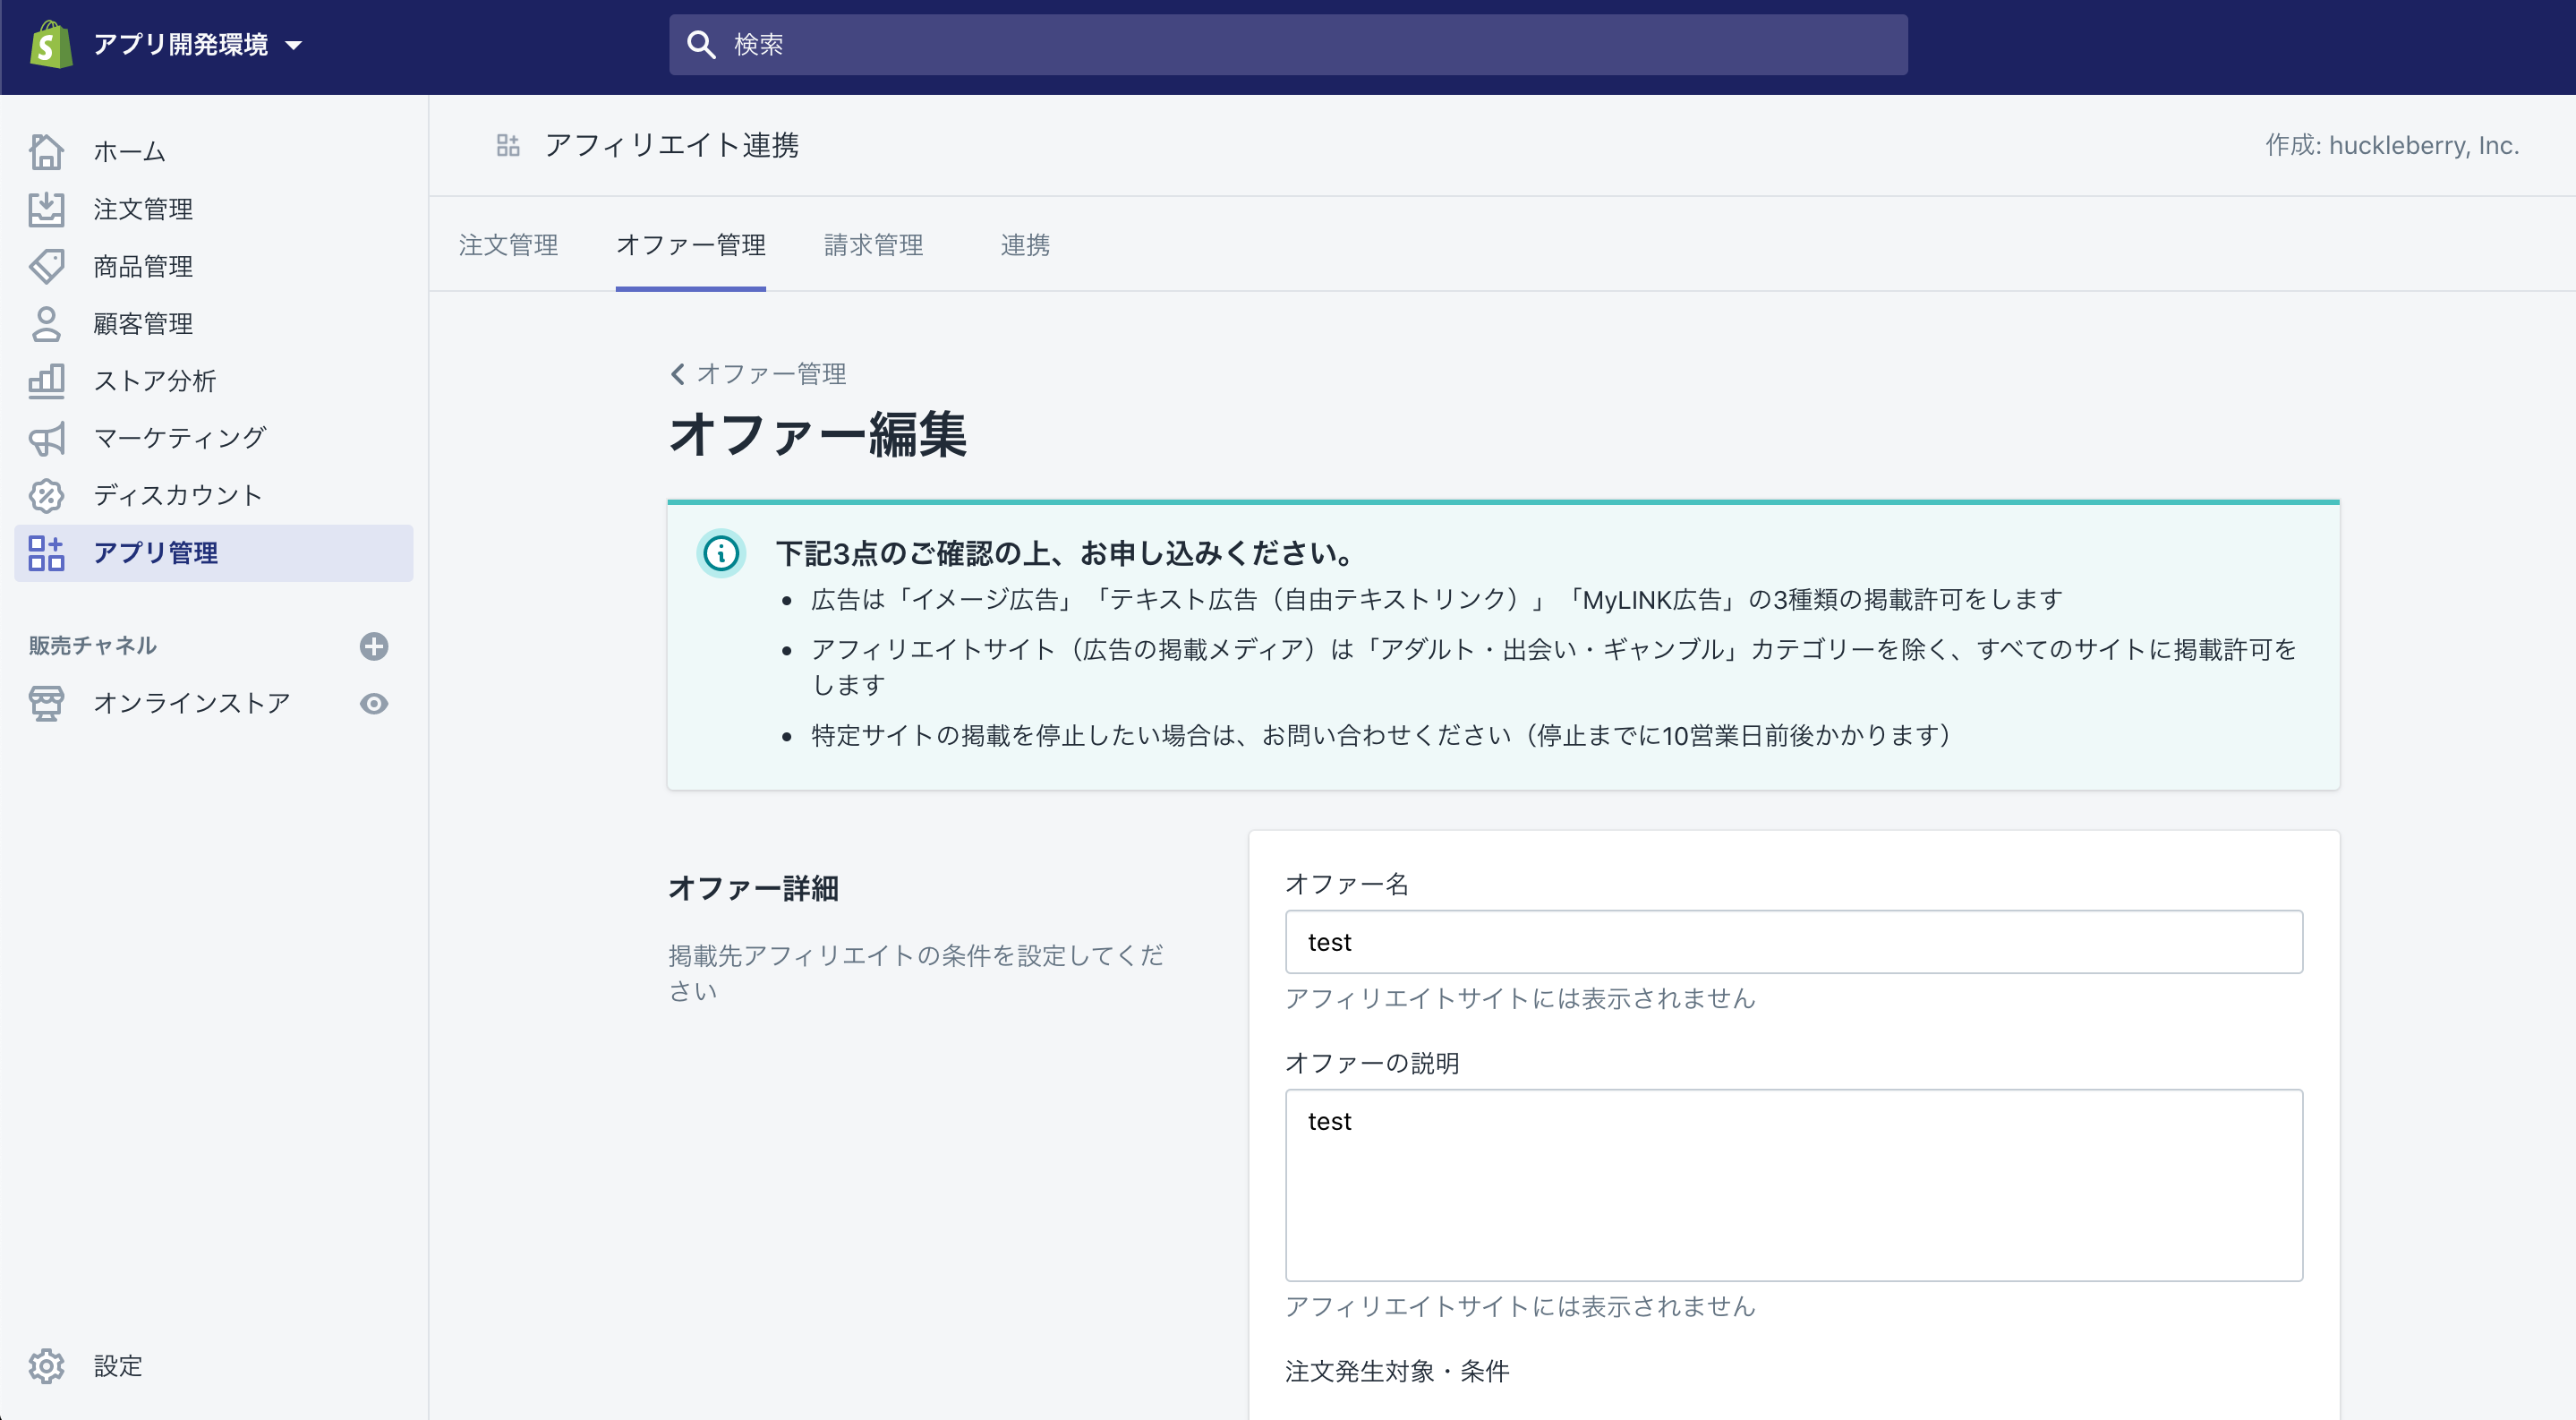 アプリ開発環境
検索
ホーム
注文管理
商品管理
顧客管理
ストア分析
マーケティング
ディスカウント
アプリ管理
販売チャネル
オンラインストア
設定
アフィリエイト連携
作成: huckleberry, Inc.
注文管理 オファー管理 請求管理 連携
オファー管理
オファー編集
下記3点のご確認の上、お申し込みください。
広告は「イメージ広告」「テキスト広告（自由テキストリンク）」「MyLINK広告」の3種類の掲載許可をします
アフィリエイトサイト（広告の掲載メディア）は「アダルト・出会い・ギャンブル」カテゴリーを除く、すべてのサイトに掲載許可を
します
特定サイトの掲載を停止したい場合は、お問い合わせください（停止までに10営業日前後かかります）
オファー詳細
掲載先アフィリエイトの条件を設定してくだ
さい
オファー名
test
アフィリエイトサイトには表示されません
オファーの説明
test
アフィリエイトサイトには表示されません
注文発生対象・条件